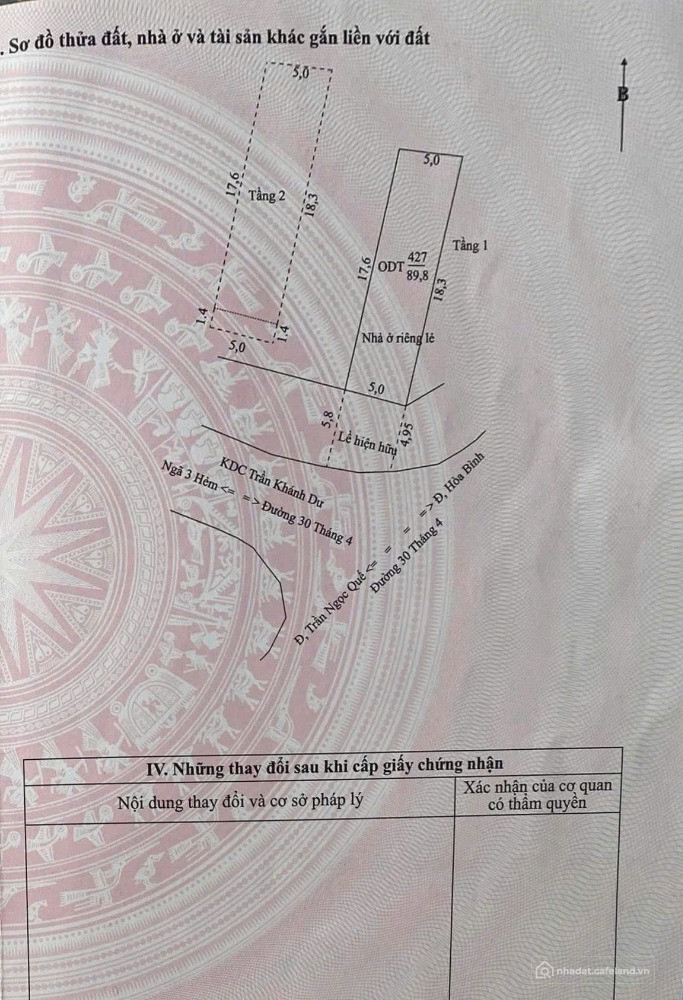 . Sơ đồ thửa đất, nhà ở và tài sản khác gắn liền với đất
B
5,0
17,6
Tầng 2
18,3
1.4
1.4
5,0
5,0
17,6
ODT 427
89,8
Tầng 1
18,3
Nhà ở riêng lẻ
5,0
5,8
Lề hiện hữu
4,95
KDC Trần Khánh Dư
Ngã 3 Hẻm <= => Đường 30 Tháng 4
Đ, Trần Ngọc Quế <= = = => Đ, Hòa Bình
Đường 30 Tháng 4
IV. Những thay đổi sau khi cấp giấy chứng nhận
Nội dung thay đổi và cơ sở pháp lý
Xác nhận của cơ quan
có thẩm quyền
nhadat.cafeland.vn